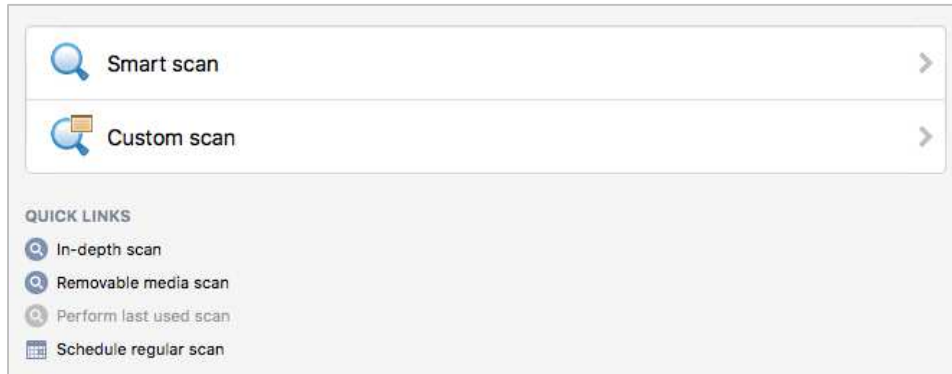 Smart scan
Custom scan
QUICK LINKS
In-depth scan
Removable media scan
Perform last used scan
Schedule regular scan